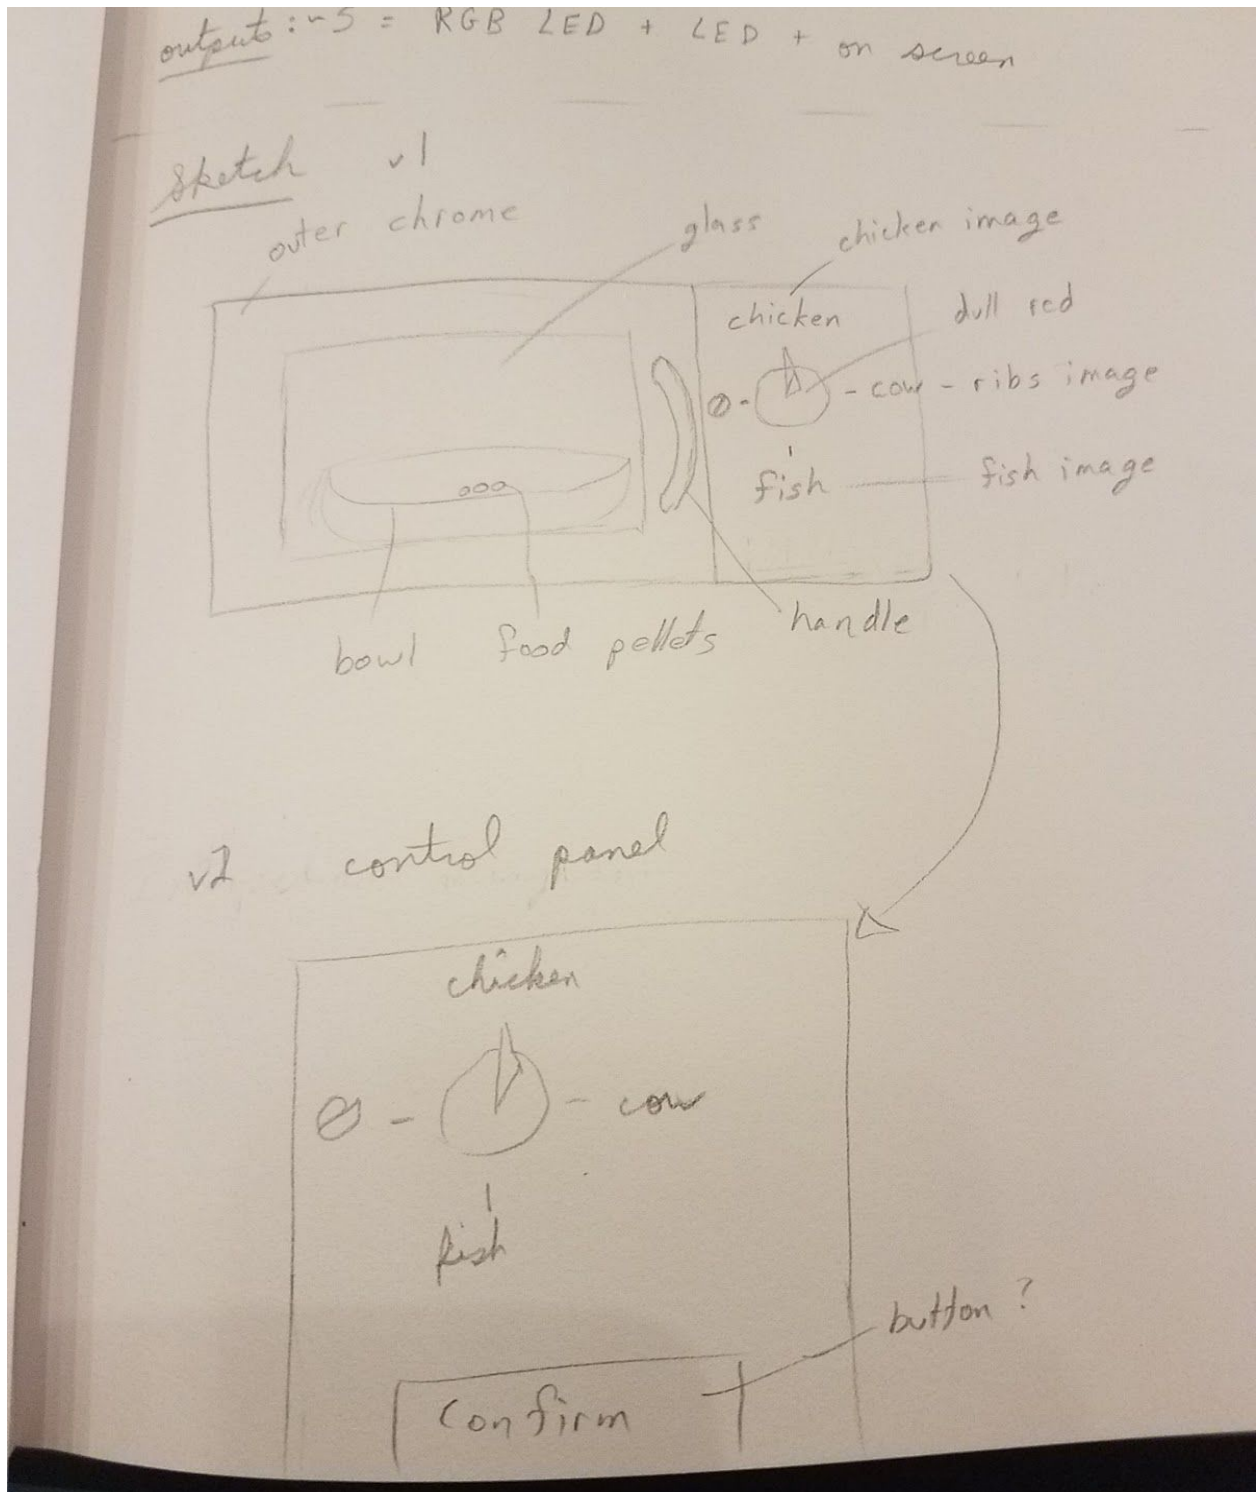 outputs: ~5 = RGB LED + LED + on screen
Sketch v1
outer chrome
glass
chicken image
chicken
dull red
Ø - - cow - ribs image
fish
fish image
handle
bowl
food pellets
v2 control panel
chicken
Ø - - cow
fish
button?
Confirm